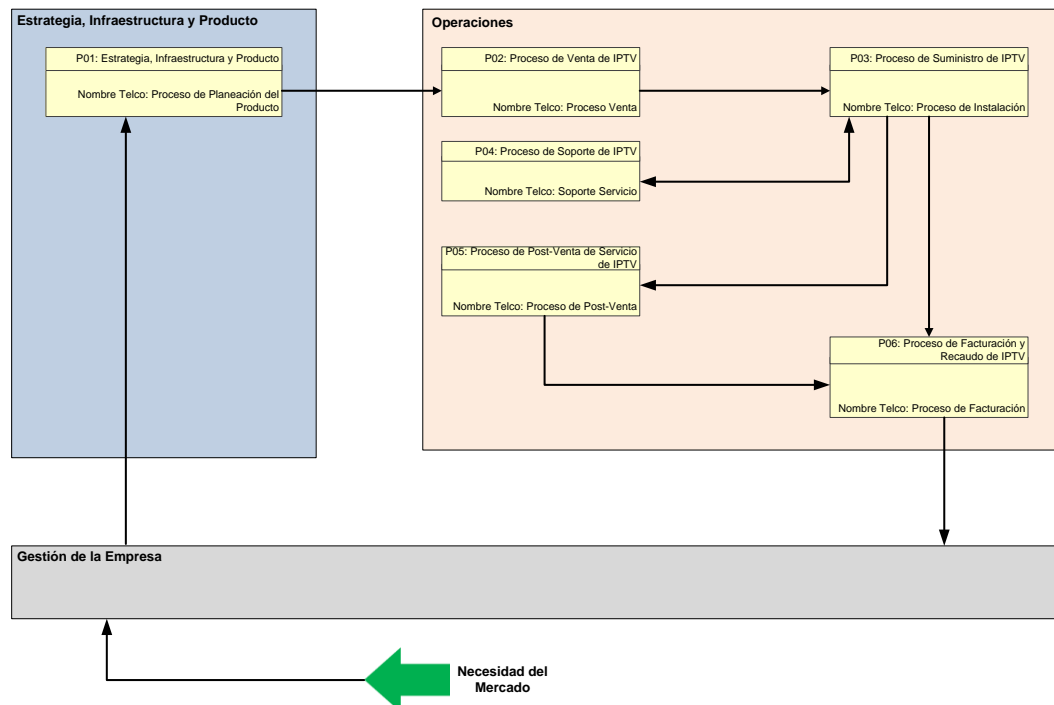 Estrategia, Infraestructura y Producto
P01: Estrategia, Infraestructura y Producto
Nombre Telco: Proceso de Planeación del
Producto
Operaciones
P02: Proceso de Venta de IPTV
Nombre Telco: Proceso Venta
P03: Proceso de Suministro de IPTV
Nombre Telco: Proceso de Instalación
P04: Proceso de Soporte de IPTV
Nombre Telco: Soporte Servicio
P05: Proceso de Post-Venta de Servicio
de IPTV
Nombre Telco: Proceso de Post-Venta
P06: Proceso de Facturación y
Recaudo de IPTV
Nombre Telco: Proceso de Facturación
Gestión de la Empresa
Necesidad del
Mercado